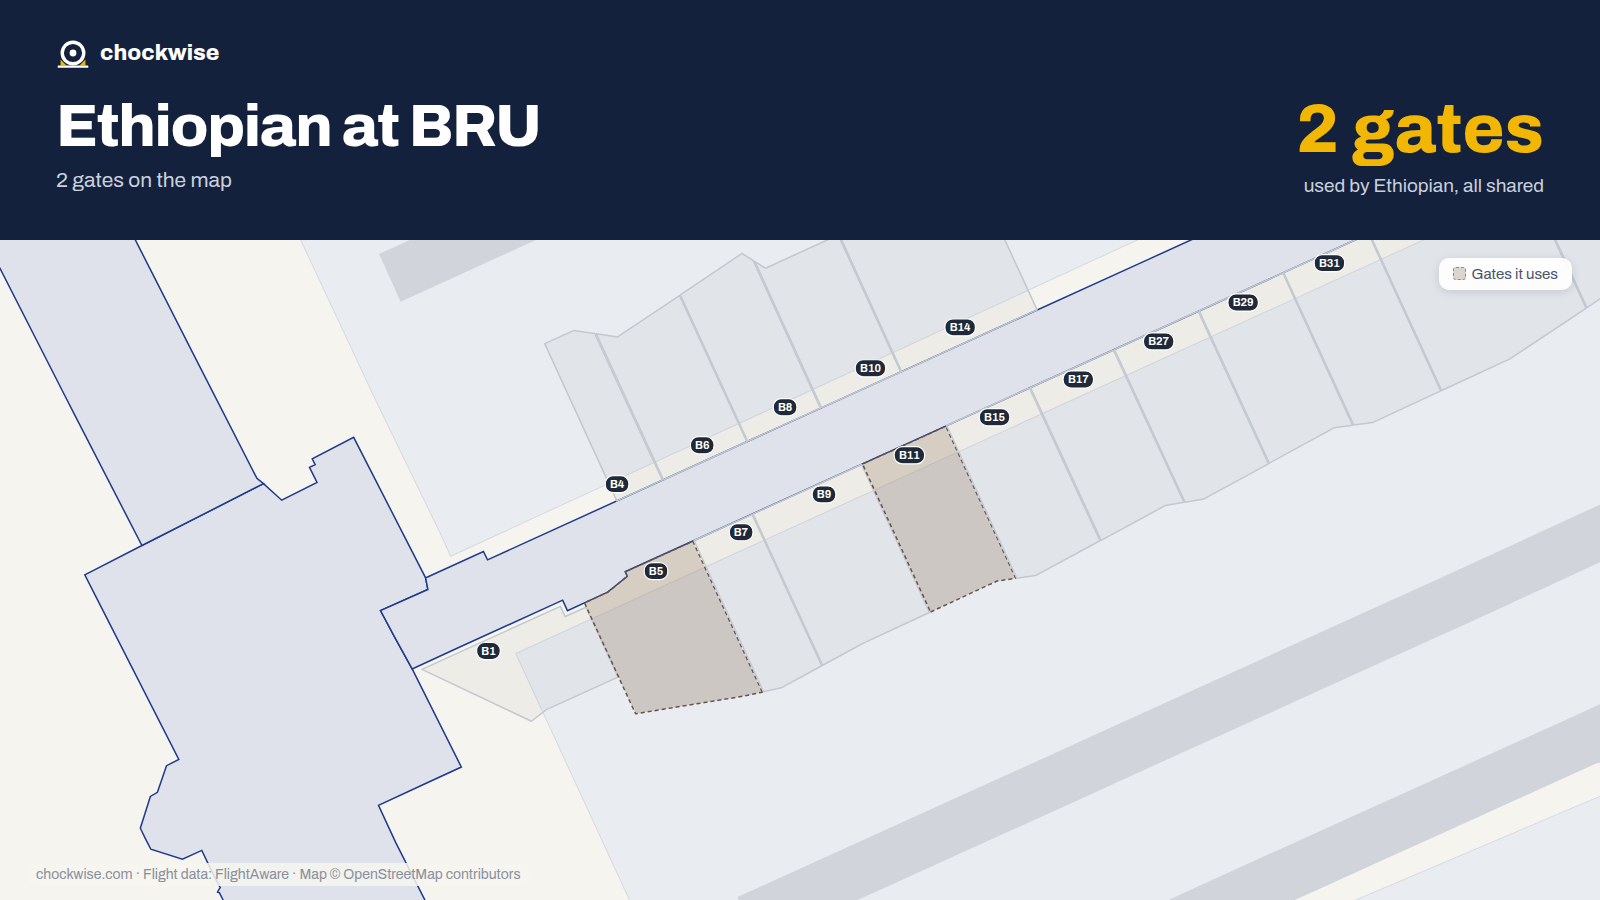 chockwise
Ethiopian at BRU
2 gates on the map
2 gates
used by Ethiopian, all shared
Gates it uses
B31
B29
B14
B27
B10
B17
B8
B15
B6
B11
B4
B9
B7
B5
B1
chockwise.com · Flight data: FlightAware · Map © OpenStreetMap contributors